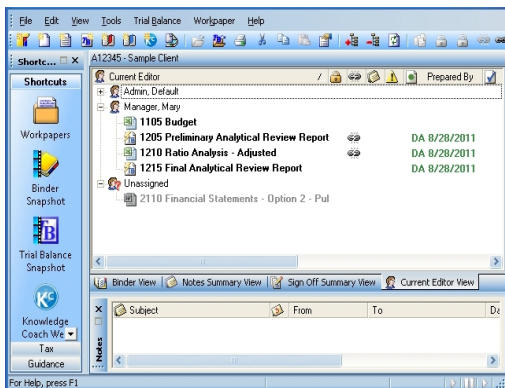 File Edit View Tools Trial Balance Workpaper Help
Shortc...
A12345 - Sample Client
Shortcuts
Current Editor / Prepared By
Admin, Default
Manager, Mary
1105 Budget
1205 Preliminary Analytical Review Report DA 8/28/2011
1210 Ratio Analysis - Adjusted DA 8/28/2011
1215 Final Analytical Review Report DA 8/28/2011
Unassigned
2110 Financial Statements - Option 2 - Pul
Workpapers
Binder
Snapshot
Trial Balance
Snapshot
Knowledge
Coach We
Tax
Guidance
Binder View Notes Summary View Sign Off Summary View Current Editor View
Subject From To Da
Notes
For Help, press F1